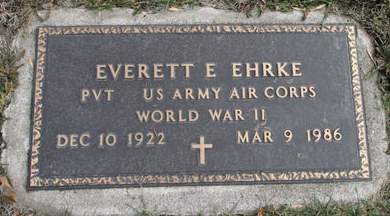 EVERETT E EHRKE
PVT US ARMY AIR CORPS
WORLD WAR II
DEC 10 1922 MAR 9 1986